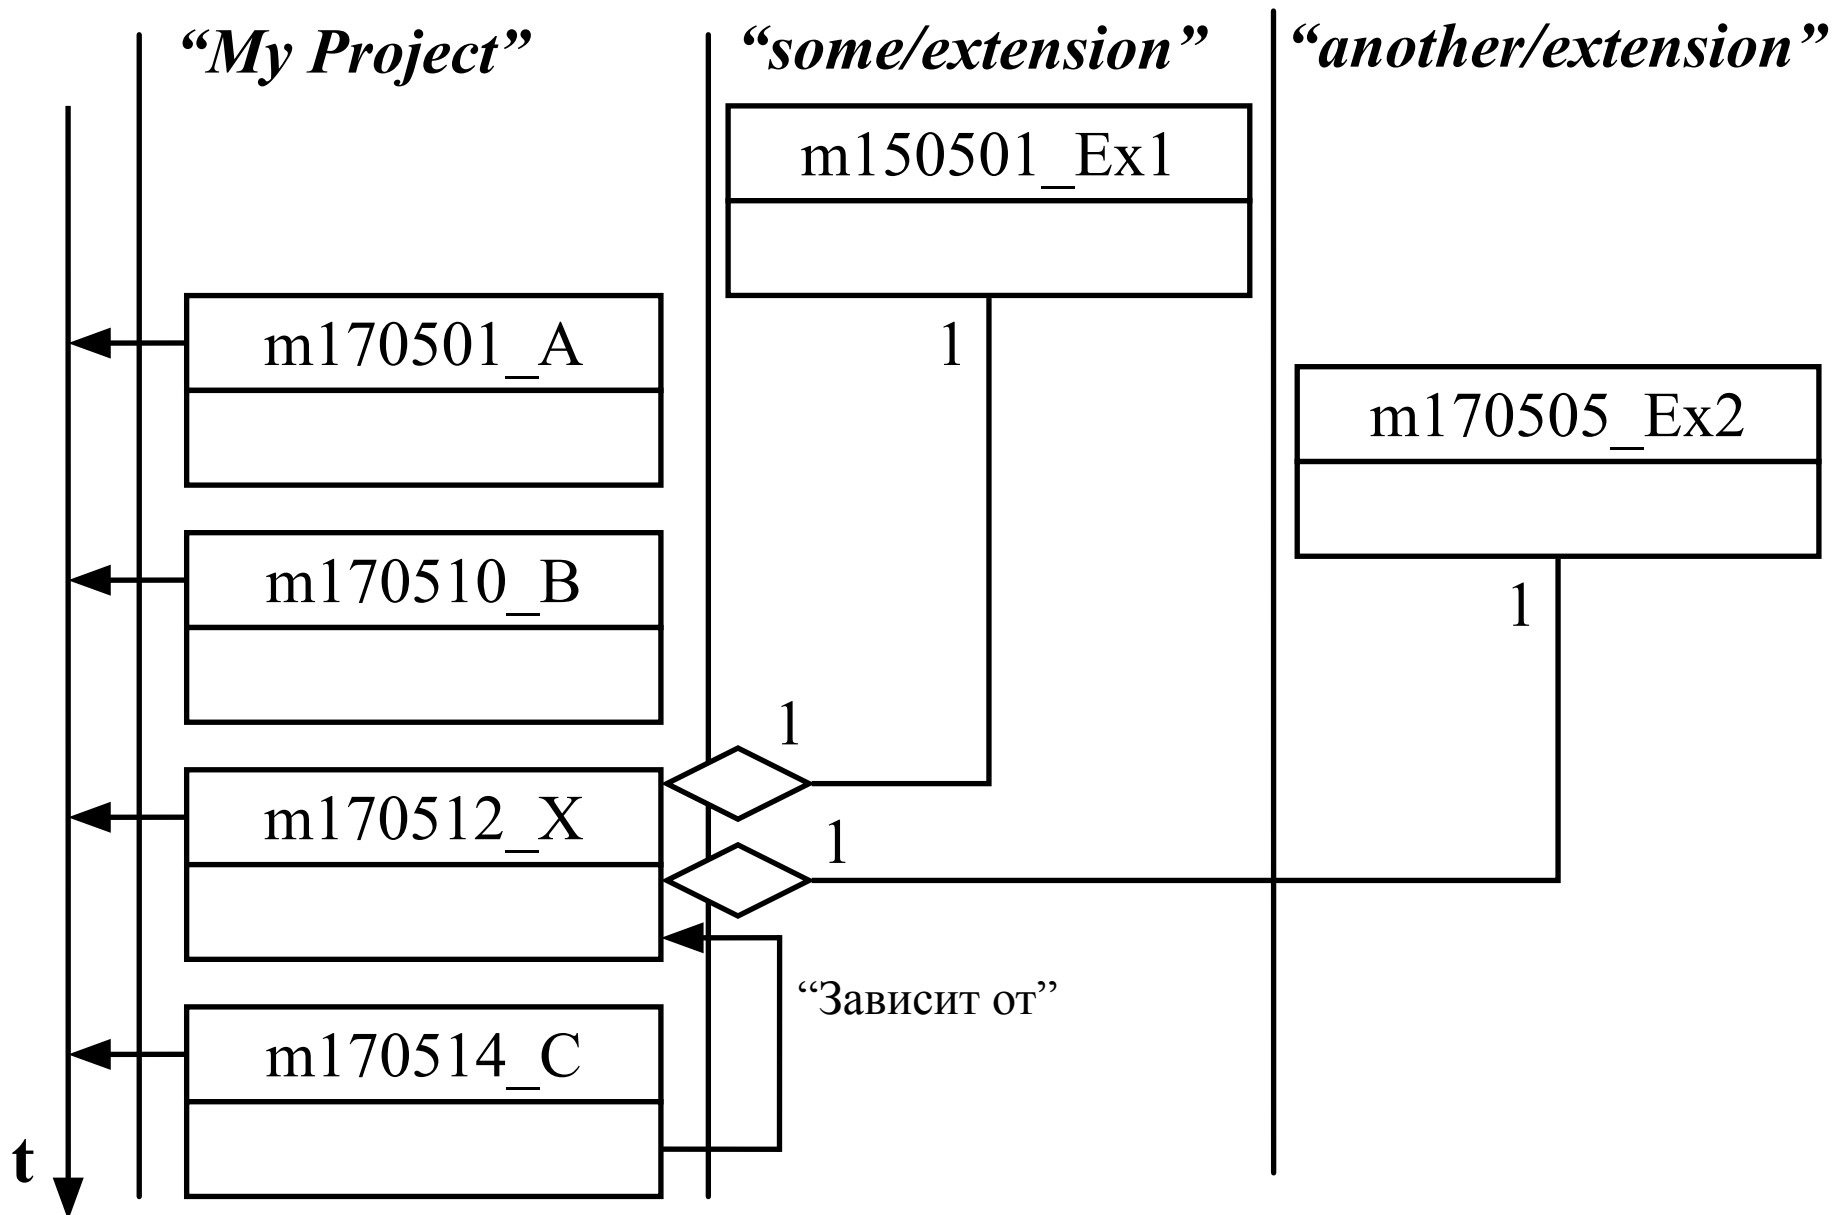 “My Project”
“some/extension”
“another/extension”
m150501_Ex1
m170501_A
1
m170505_Ex2
m170510_B
1
1
m170512_X
1
“Зависит от”
m170514_C
t